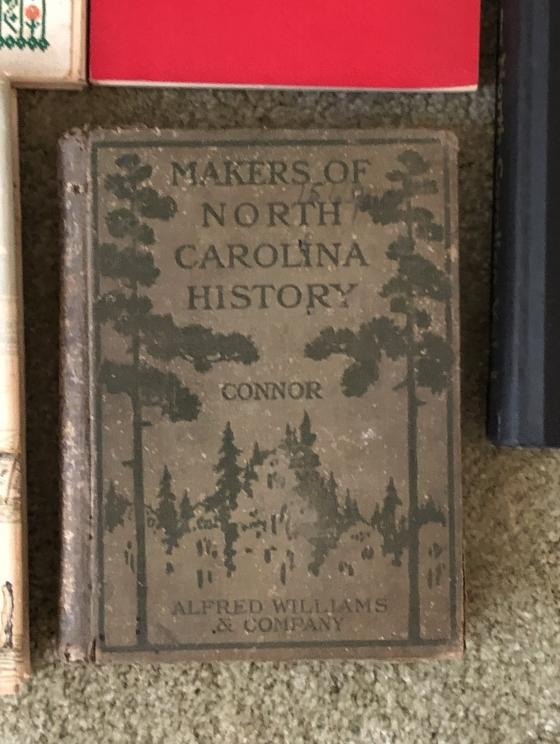 MAKERS OF
NORTH
CAROLINA
HISTORY
CONNOR
ALFRED WILLIAMS
& COMPANY